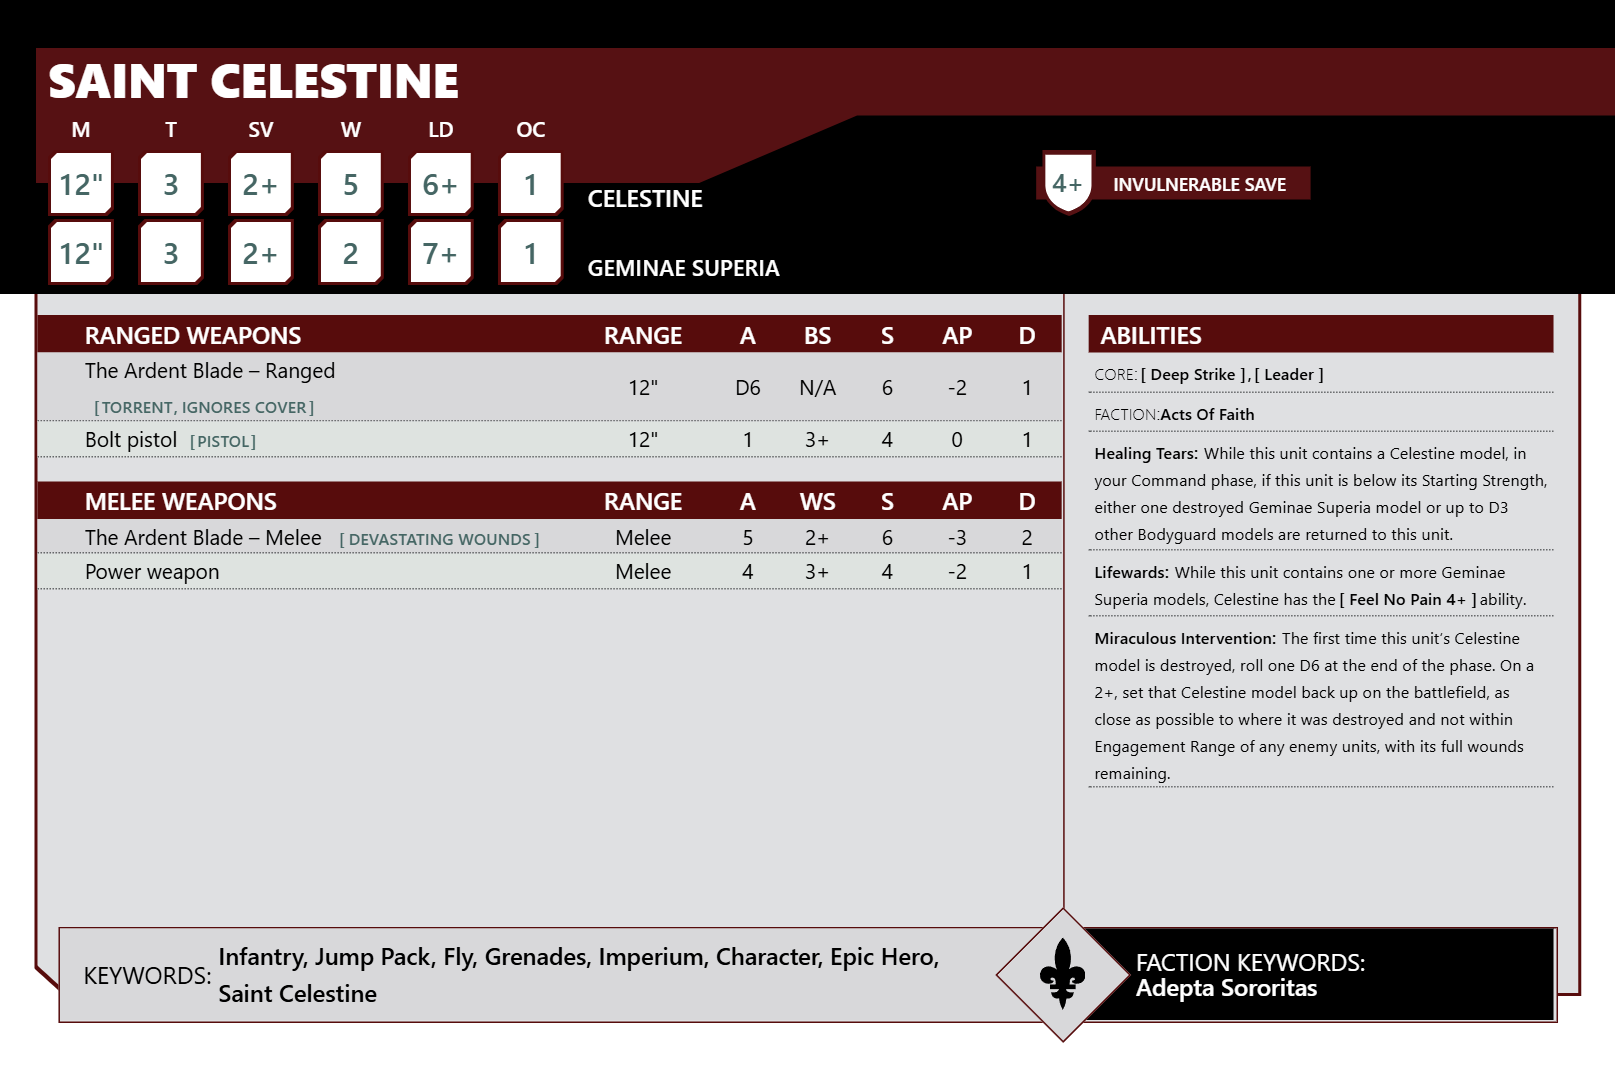 SAINT CELESTINE
M T SV W LD OC
12" 3 2+ 5 6+ 1 CELESTINE
4+ INVULNERABLE SAVE
12" 3 2+ 2 7+ 1 GEMINAE SUPERIA
RANGED WEAPONS RANGE A BS S AP D
The Ardent Blade – Ranged
[TORRENT, IGNORES COVER] 12" D6 N/A 6 -2 1
Bolt pistol [PISTOL] 12" 1 3+ 4 0 1
MELEE WEAPONS RANGE A WS S AP D
The Ardent Blade – Melee [ DEVASTATING WOUNDS ] Melee 5 2+ 6 -3 2
Power weapon Melee 4 3+ 4 -2 1
ABILITIES
CORE: [ Deep Strike ] , [ Leader ]
FACTION: Acts Of Faith
Healing Tears: While this unit contains a Celestine model, in
your Command phase, if this unit is below its Starting Strength,
either one destroyed Geminae Superia model or up to D3
other Bodyguard models are returned to this unit.
Lifewards: While this unit contains one or more Geminae
Superia models, Celestine has the [ Feel No Pain 4+ ] ability.
Miraculous Intervention: The first time this unit's Celestine
model is destroyed, roll one D6 at the end of the phase. On a
2+, set that Celestine model back up on the battlefield, as
close as possible to where it was destroyed and not within
Engagement Range of any enemy units, with its full wounds
remaining.
KEYWORDS: Infantry, Jump Pack, Fly, Grenades, Imperium, Character, Epic Hero,
Saint Celestine
FACTION KEYWORDS:
Adepta Sororitas